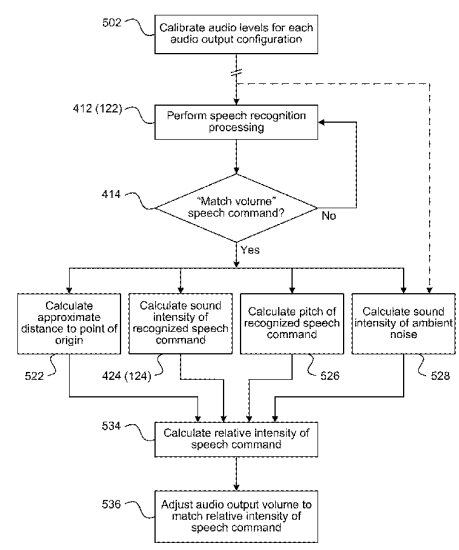 502
Calibrate audio levels for each
audio output configuration
412 (122)
Perform speech recognition
processing
414
"Match volume"
speech command?
No
Yes
Calculate
approximate
distance to point of
origin
Calculate sound
intensity of
recognized speech
command
Calculate pitch of
recognized speech
command
Calculate sound
intensity of ambient
noise
522
424 (124)
526
528
534
Calculate relative intensity of
speech command
536
Adjust audio output volume to
match relative intensity of
speech command